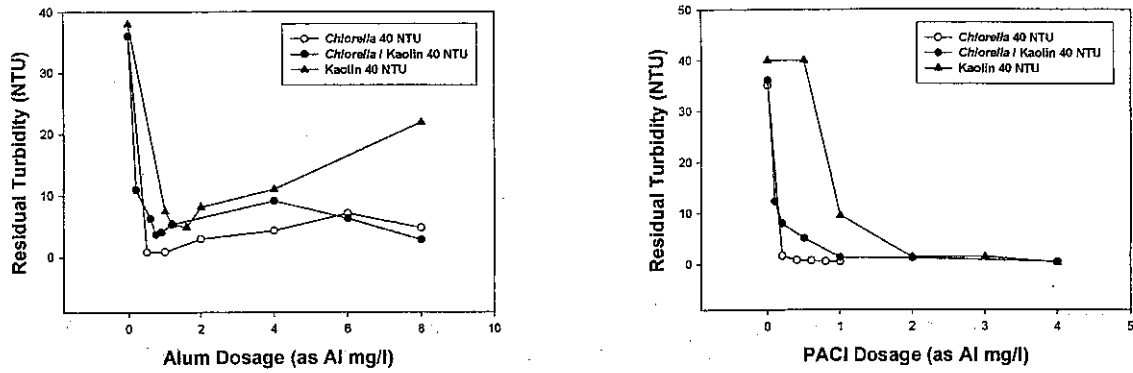 Residual Turbidity (NTU)
40
30
20
10
0
0
2
4
6
8
10
Alum Dosage (as Al mg/l)
Chlorella 40 NTU
Chlorella / Kaolin 40 NTU
Kaolin 40 NTU
Residual Turbidity (NTU)
50
40
30
20
10
0
0
1
2
3
4
5
PACl Dosage (as Al mg/l)
Chlorella 40 NTU
Chlorella / Kaolin 40 NTU
Kaolin 40 NTU